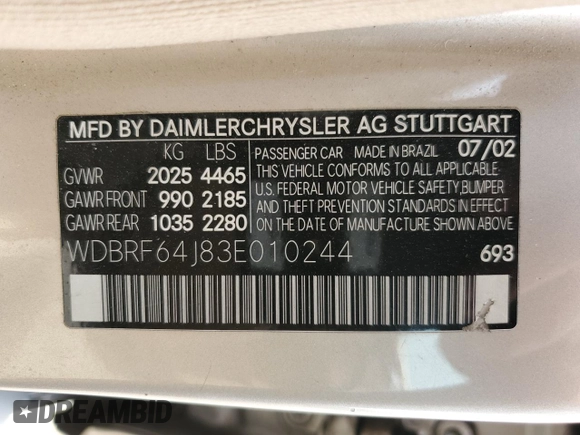 MFD BY DAIMLERCHRYSLER AG STUTTGART
KG LBS
GVWR 2025 4465
GAWR FRONT 990 2185
GAWR REAR 1035 2280
PASSENGER CAR MADE IN BRAZIL 07/02
THIS VEHICLE CONFORMS TO ALL APPLICABLE
U.S. FEDERAL MOTOR VEHICLE SAFETY, BUMPER
AND THEFT PREVENTION STANDARDS IN EFFECT
ON THE DATE OF MANUFACTURE SHOWN ABOVE.
WDBRF64J83E010244 693
DREAMBID